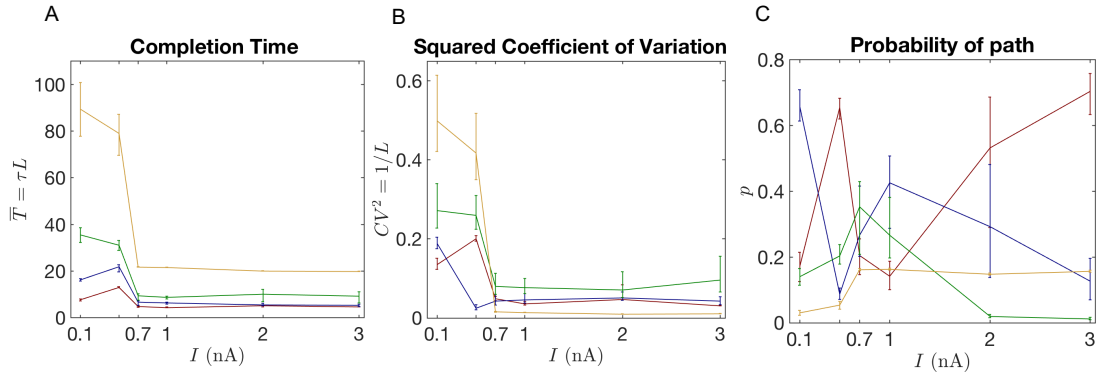 A
Completion Time
100
80
60
40
20
0
T̅ = τL
0.1
0.7
1
2
3
I (nA)
B
Squared Coefficient of Variation
0.6
0.4
0.2
0
CV² = 1/L
0.1
0.7
1
2
3
I (nA)
C
Probability of path
0.8
0.6
0.4
0.2
0
p
0.1
0.7
1
2
3
I (nA)